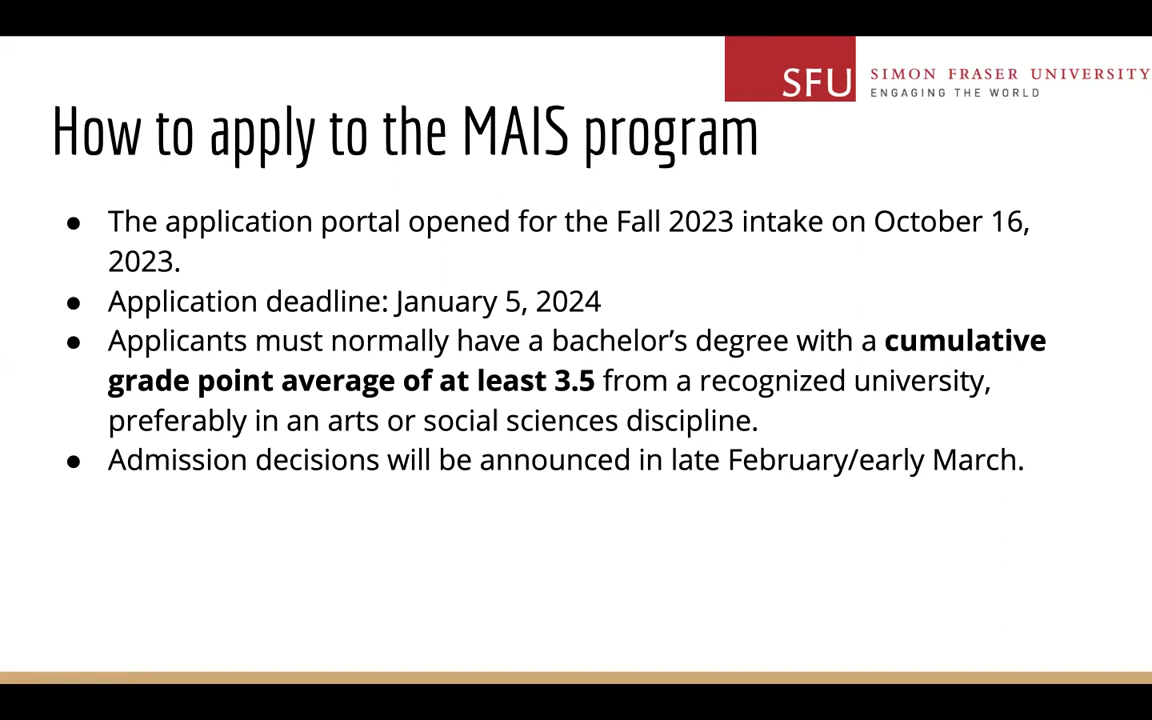 SFU
SIMON FRASER UNIVERSITY
ENGAGING THE WORLD
How to apply to the MAIS program
● The application portal opened for the Fall 2023 intake on October 16,
2023.
● Application deadline: January 5, 2024
● Applicants must normally have a bachelor’s degree with a cumulative
grade point average of at least 3.5 from a recognized university,
preferably in an arts or social sciences discipline.
● Admission decisions will be announced in late February/early March.